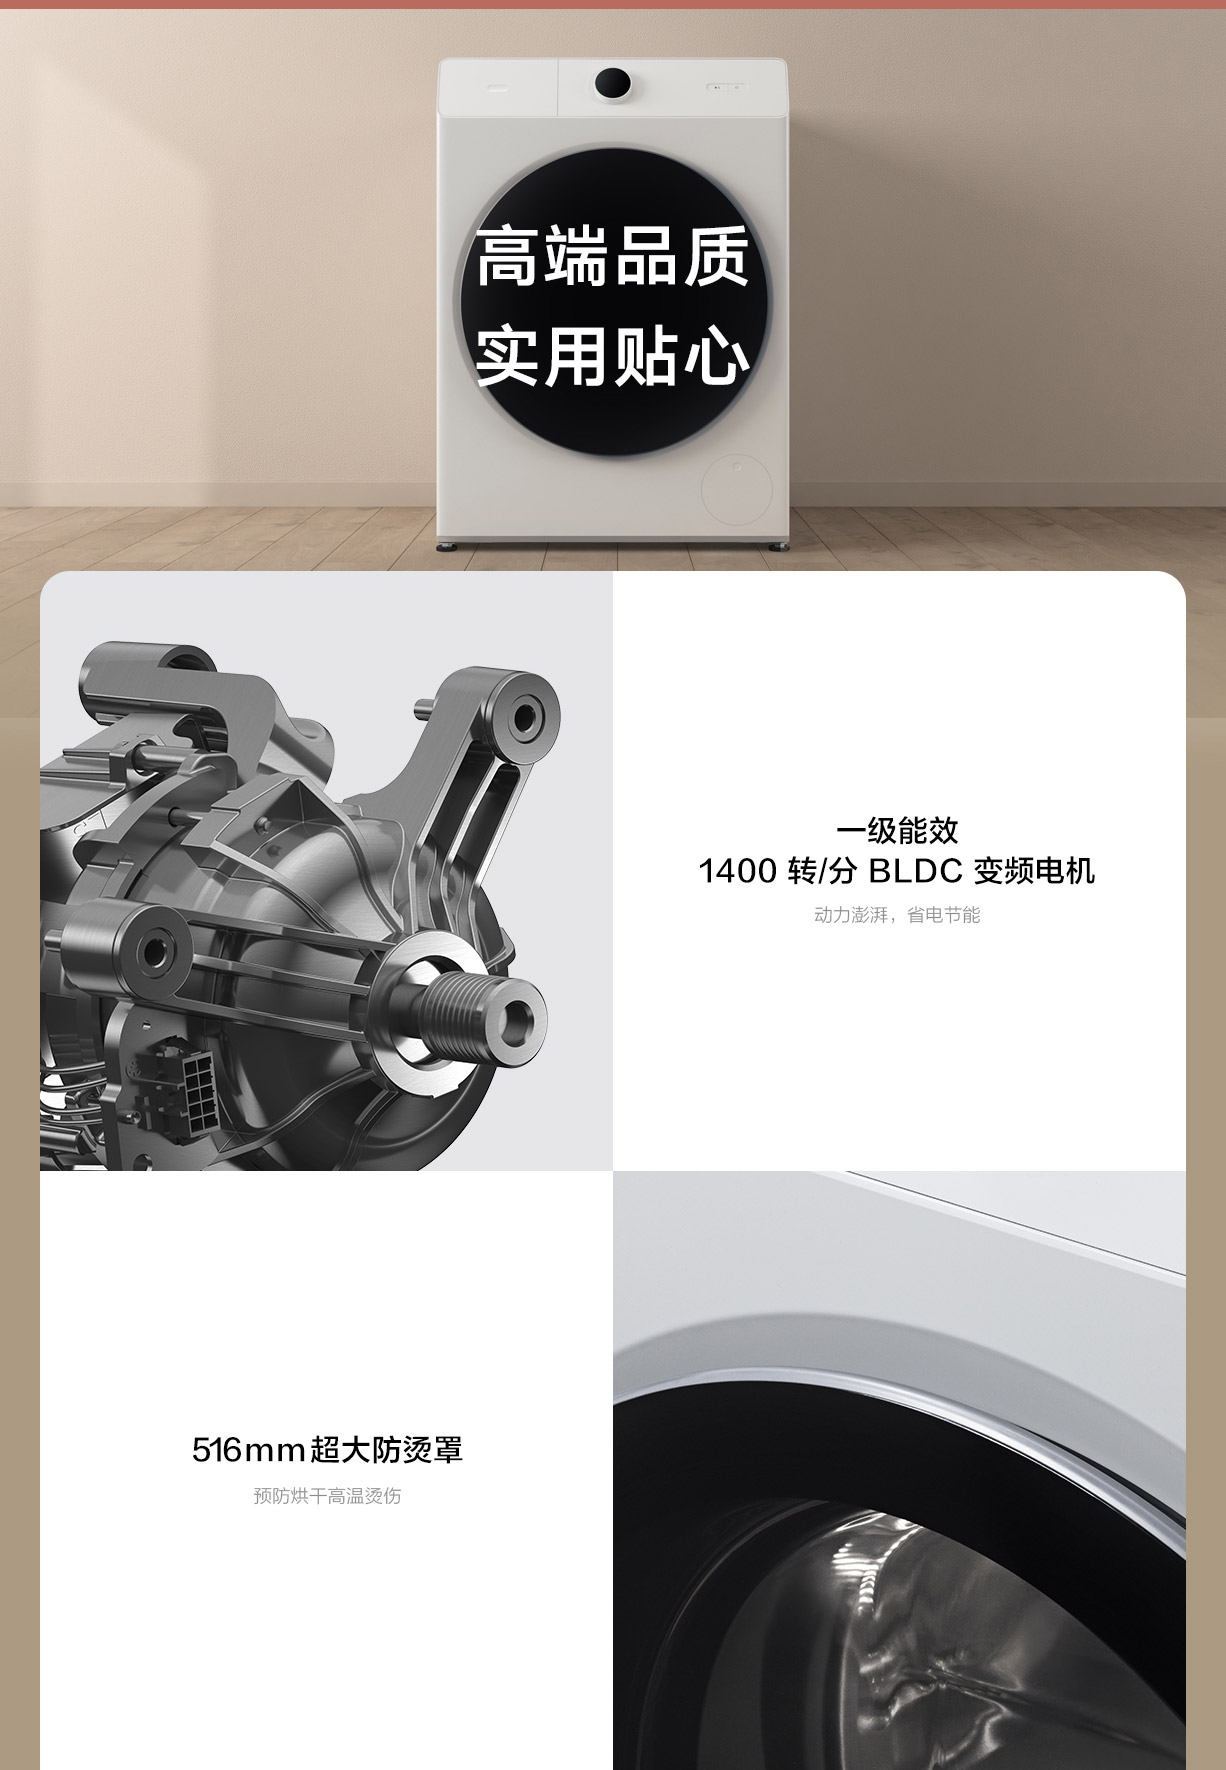 高端品质
实用贴心
一级能效
1400 转/分 BLDC 变频电机
动力澎湃，省电节能
516mm超大防烫罩
预防烘干高温烫伤